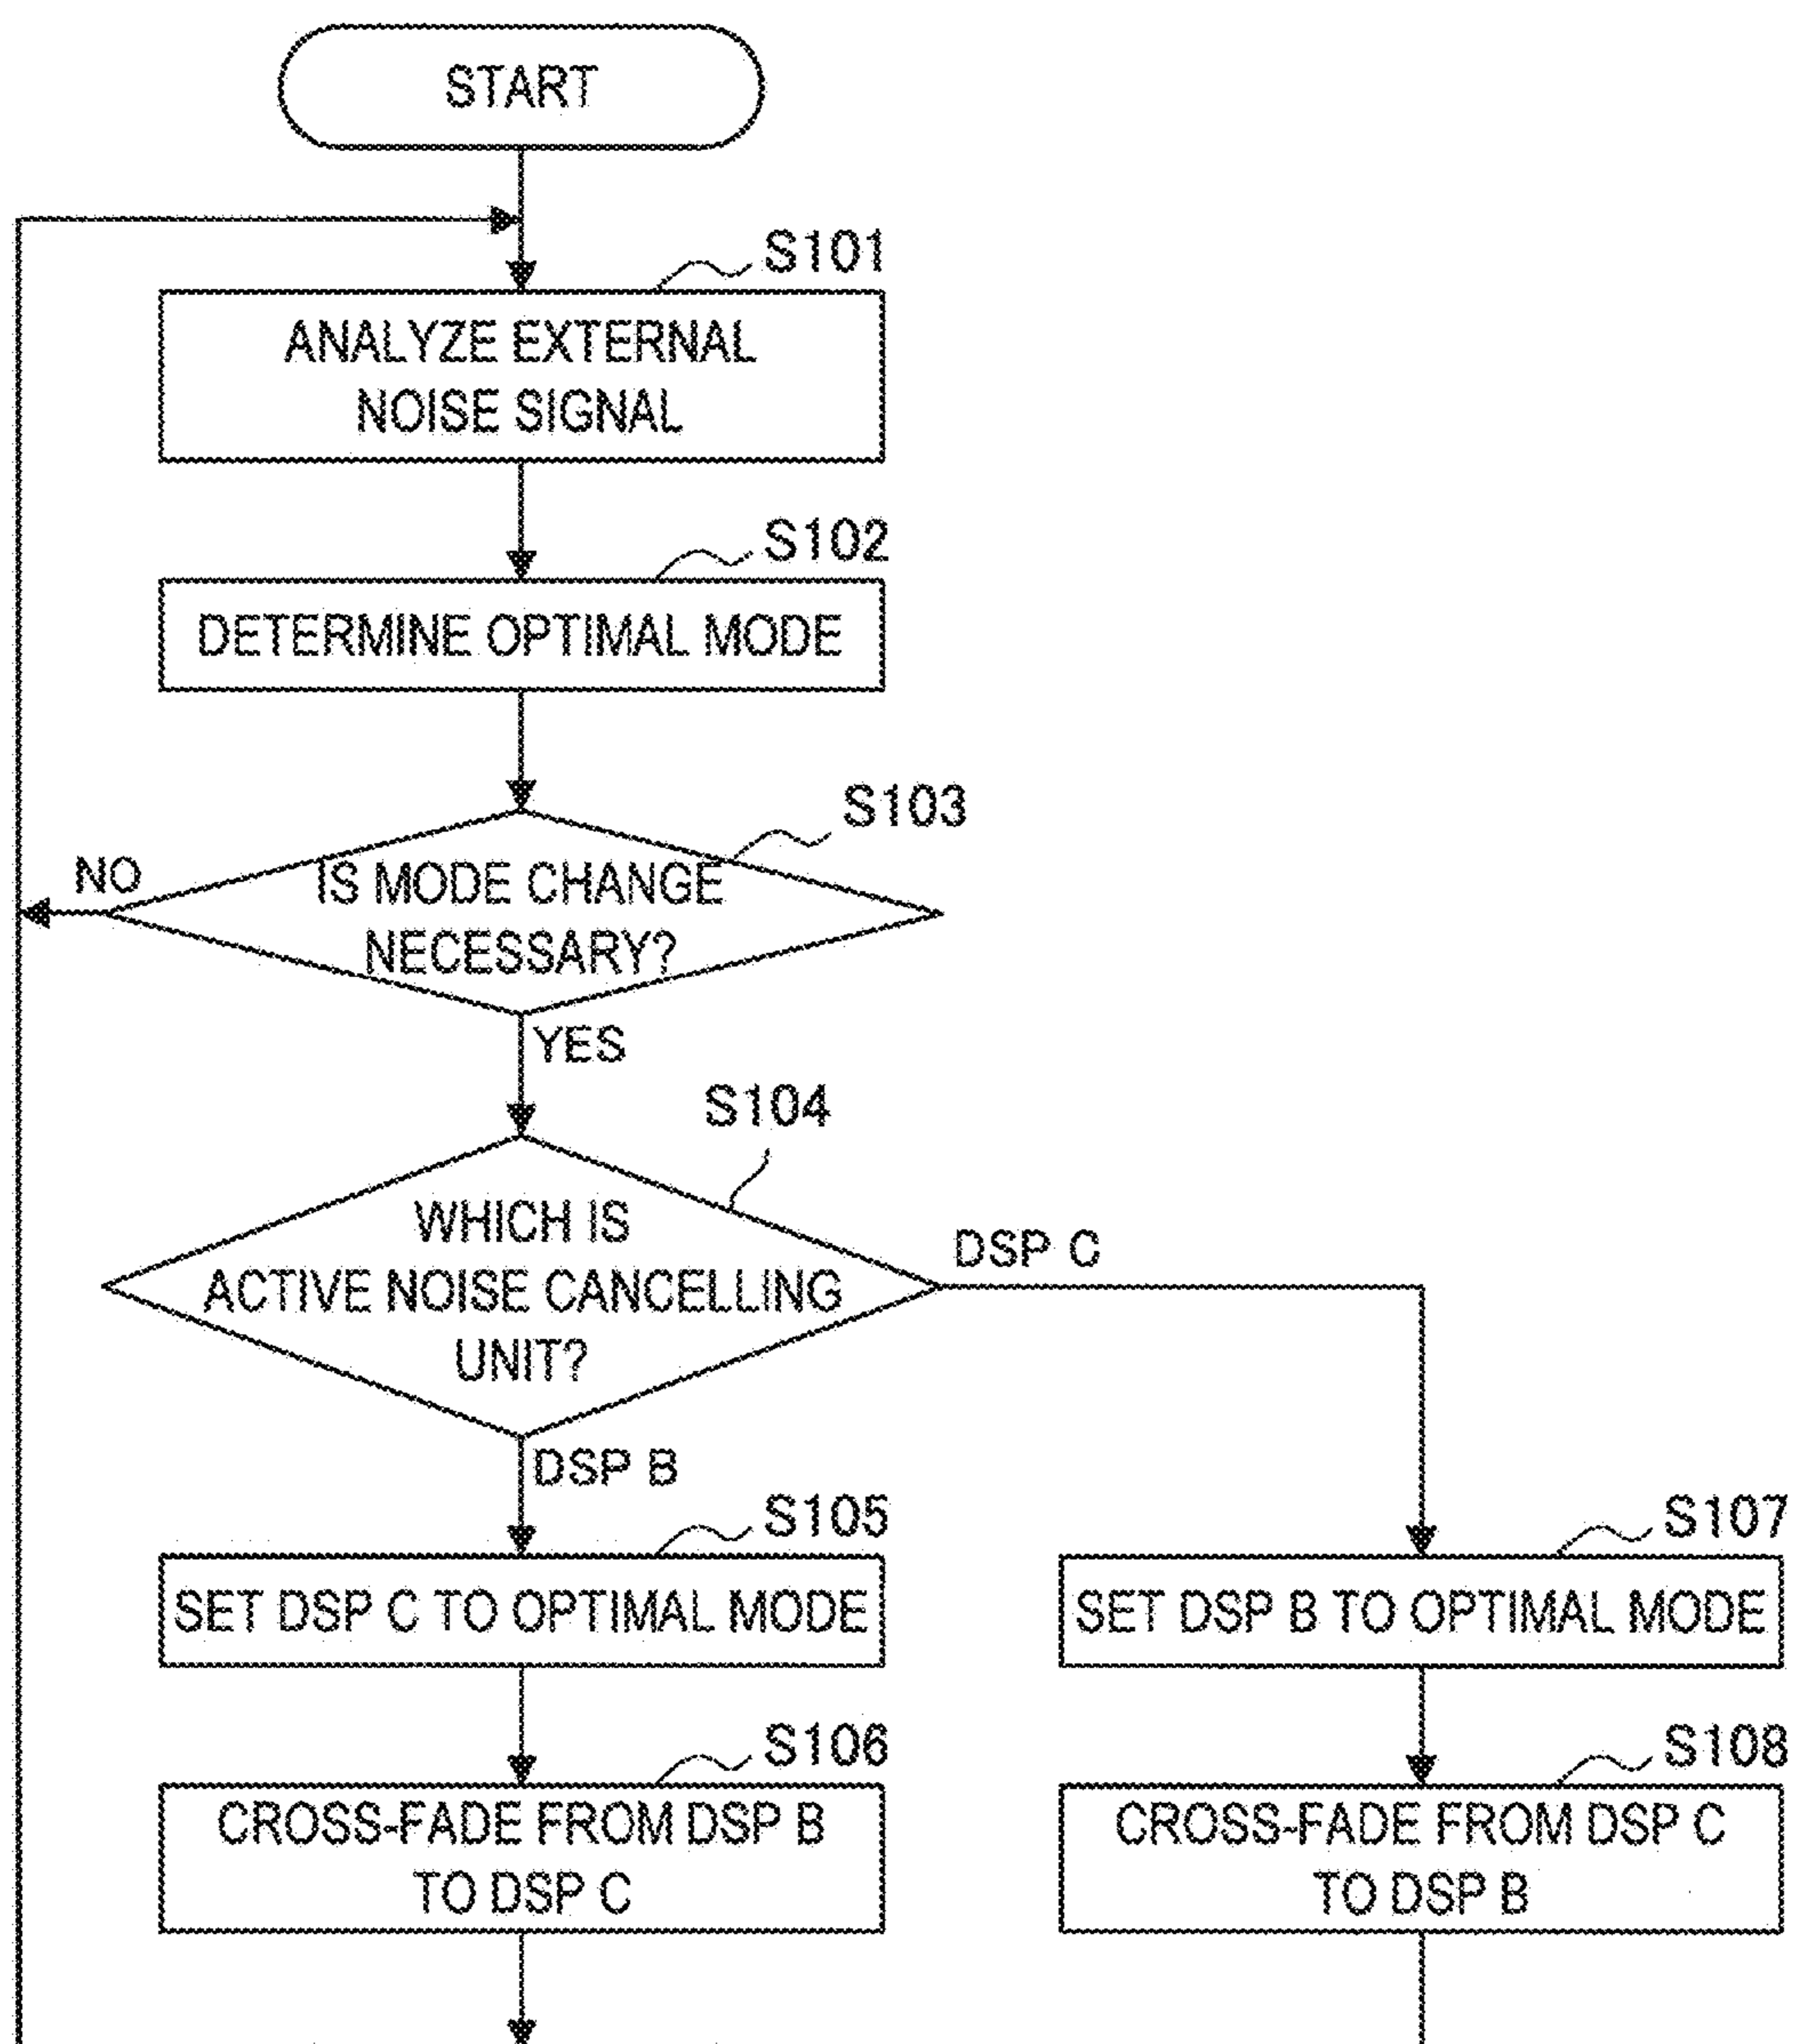 START
S101
ANALYZE EXTERNAL
NOISE SIGNAL
S102
DETERMINE OPTIMAL MODE
S103
NO
IS MODE CHANGE
NECESSARY?
YES
S104
WHICH IS
ACTIVE NOISE CANCELLING
UNIT?
DSP C
DSP B
S105
SET DSP C TO OPTIMAL MODE
S107
SET DSP B TO OPTIMAL MODE
S106
CROSS-FADE FROM DSP B
TO DSP C
S108
CROSS-FADE FROM DSP C
TO DSP B